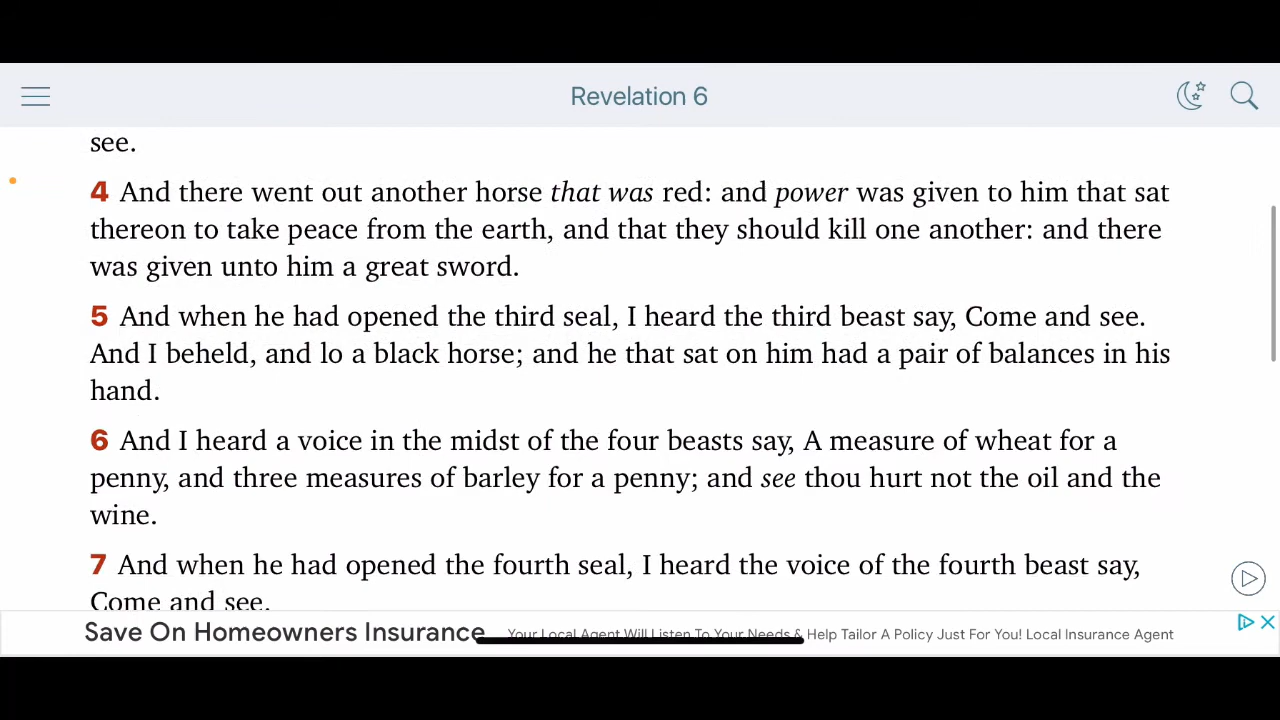 Revelation 6
see.
4 And there went out another horse that was red: and power was given to him that sat
thereon to take peace from the earth, and that they should kill one another: and there
was given unto him a great sword.
5 And when he had opened the third seal, I heard the third beast say, Come and see.
And I beheld, and lo a black horse; and he that sat on him had a pair of balances in his
hand.
6 And I heard a voice in the midst of the four beasts say, A measure of wheat for a
penny, and three measures of barley for a penny; and see thou hurt not the oil and the
wine.
7 And when he had opened the fourth seal, I heard the voice of the fourth beast say,
Come and see.
Save On Homeowners Insurance Your Local Agent Will Listen To Your Needs & Help Tailor A Policy Just For You! Local Insurance Agent